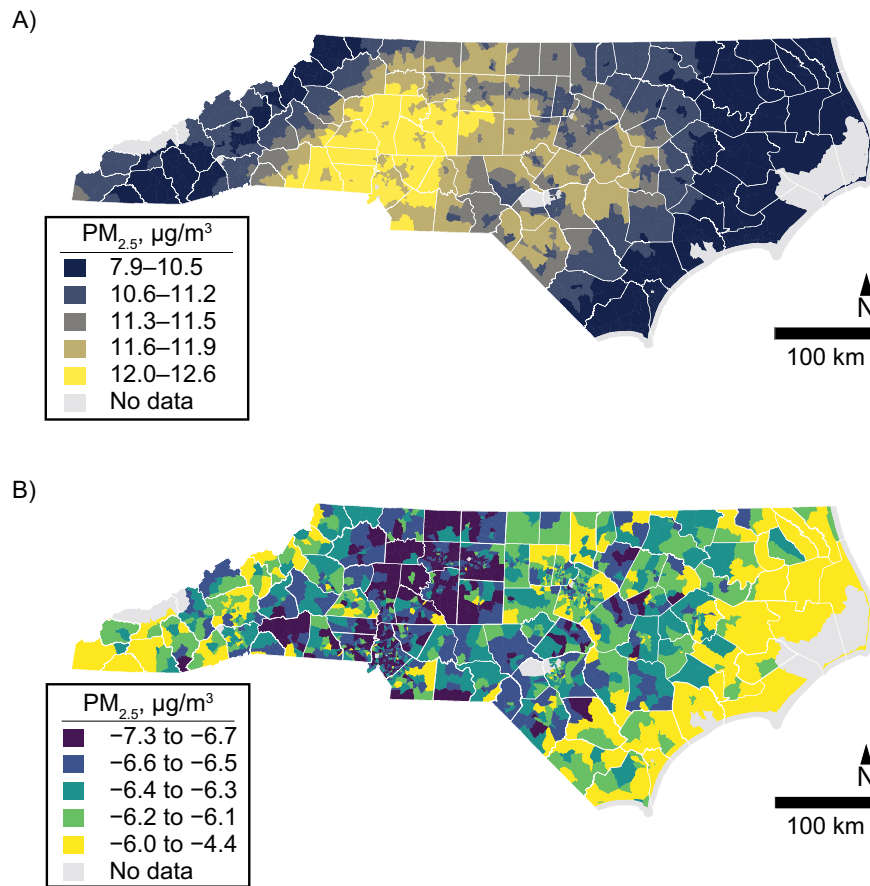 A)
PM2.5, µg/m³
7.9–10.5
10.6–11.2
11.3–11.5
11.6–11.9
12.0–12.6
No data
N
100 km
B)
PM2.5, µg/m³
−7.3 to −6.7
−6.6 to −6.5
−6.4 to −6.3
−6.2 to −6.1
−6.0 to −4.4
No data
N
100 km